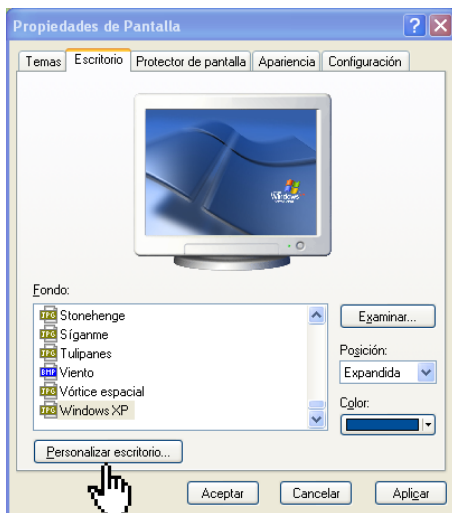 Propiedades de Pantalla
Temas Escritorio Protector de pantalla Apariencia Configuración
Windows
Fondo:
Stonehenge
Síganme
Tulipanes
Viento
Vórtice espacial
Windows XP
Examinar...
Posición:
Expandida
Color:
Personalizar escritorio...
Aceptar Cancelar Aplicar